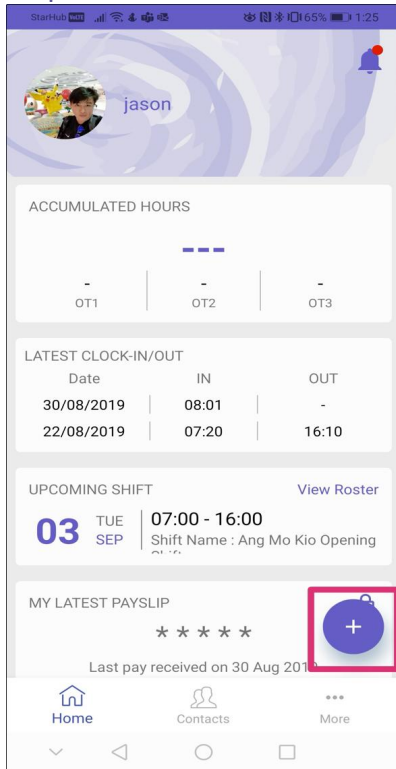 StarHub 65% 1:25
jason
ACCUMULATED HOURS
---
- - -
OT1 OT2 OT3
LATEST CLOCK-IN/OUT
Date IN OUT
30/08/2019 08:01 -
22/08/2019 07:20 16:10
UPCOMING SHIFT View Roster
03 TUE 07:00 - 16:00
SEP Shift Name : Ang Mo Kio Opening
MY LATEST PAYSLIP
* * * * *
+
Last pay received on 30 Aug
Home Contacts More